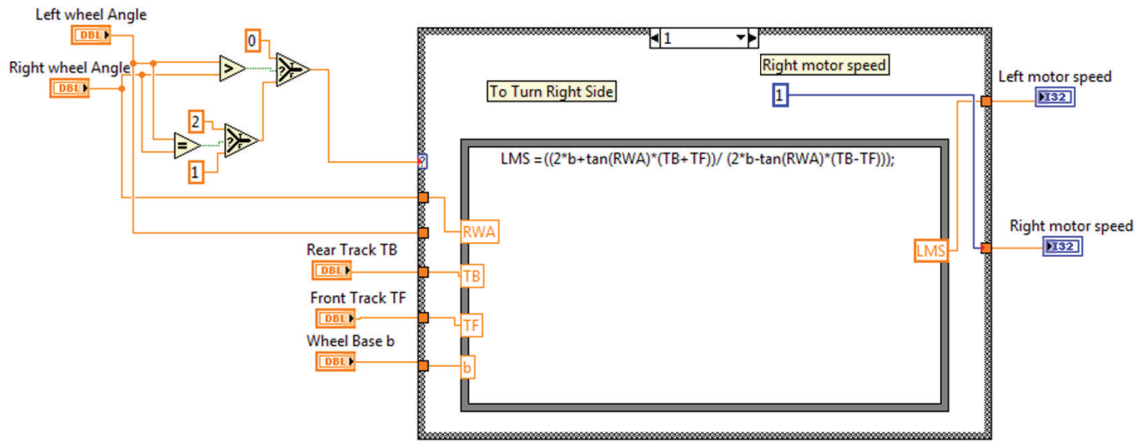 Left wheel Angle
DBL
Right wheel Angle
DBL
>
0
?
T
F
2
=
?
T
F
1
1
To Turn Right Side
Right motor speed
1
Left motor speed
I32
?
LMS =((2*b+tan(RWA)*(TB+TF))/ (2*b-tan(RWA)*(TB-TF)));
RWA
LMS
Right motor speed
I32
Rear Track TB
DBL
TB
Front Track TF
DBL
TF
Wheel Base b
DBL
b